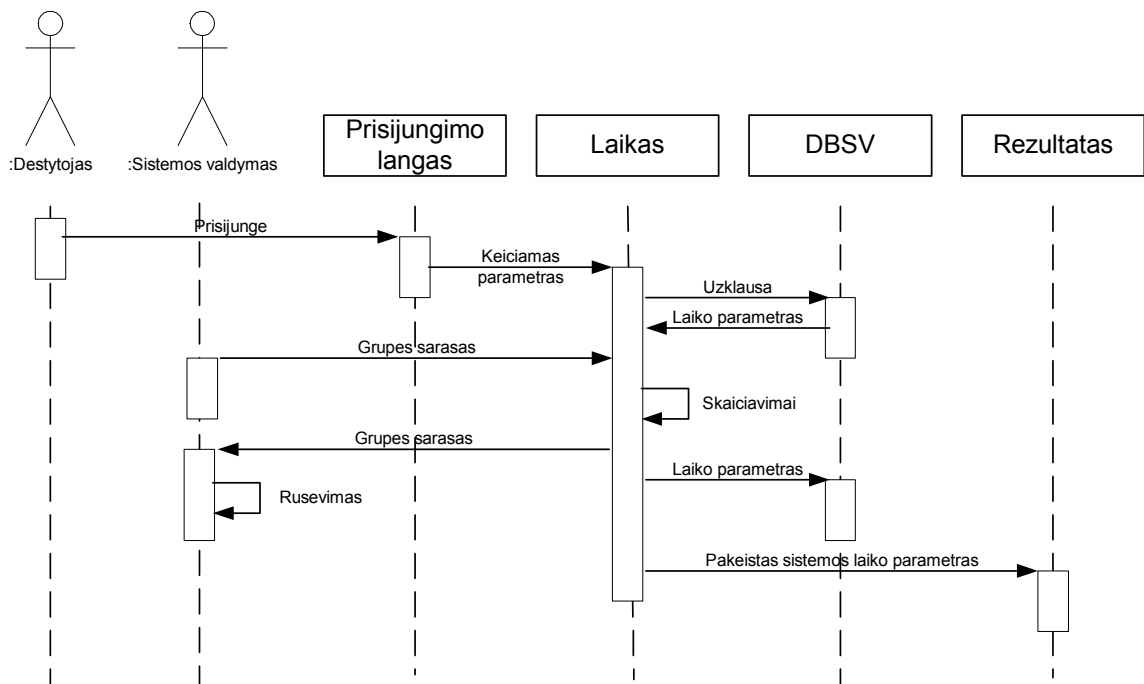 :Destytojas
:Sistemos valdymas
Prisijungimo
langas
Laikas
DBSV
Rezultatas
Prisijunge
Keiciamas
parametras
Uzklausa
Laiko parametras
Grupes sarasas
Skaiciavimai
Grupes sarasas
Laiko parametras
Rusevimas
Pakeistas sistemos laiko parametras